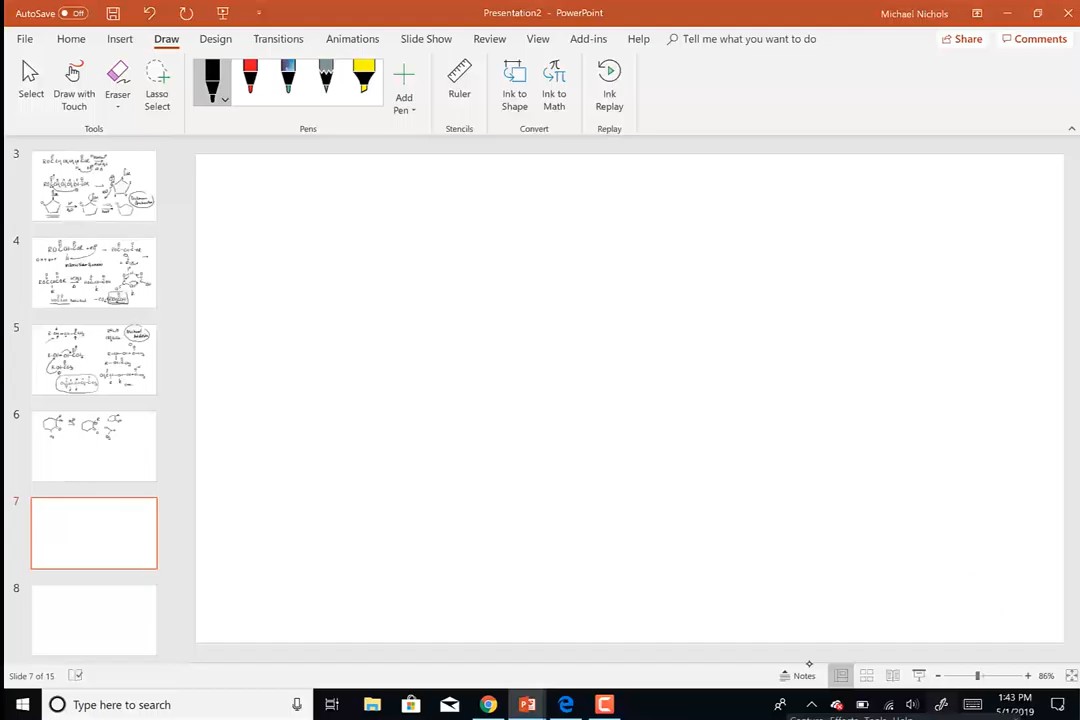 AutoSave Off
Presentation2 - PowerPoint
Michael Nichols
File Home Insert Draw Design Transitions Animations Slide Show Review View Add-ins Help Tell me what you want to do
Share Comments
Select
Draw with Touch
Eraser
Lasso Select
Add Pen
Ruler
Ink to Shape
Ink to Math
Ink Replay
Tools Pens Stencils Convert Replay
3
4
5
6
7
8
Slide 7 of 15
Notes
86%
Type here to search
1:43 PM
5/1/2019